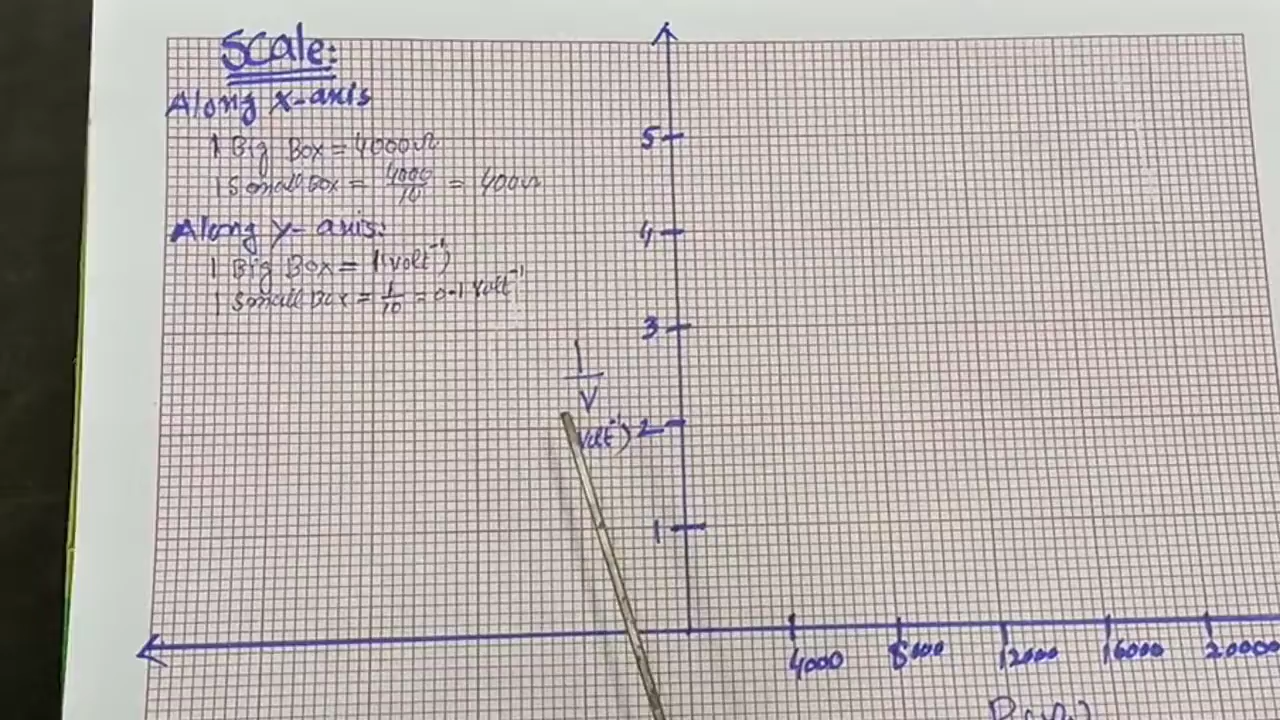 Scale:
Along x-axis
1 Big Box = 4000Ω
1 Small Box = 4000/10 = 400Ω
Along y-axis:
1 Big Box = 1(volt⁻¹)
1 Small Box = 1/10 = 0.1 volt⁻¹
5
4
3
1/V
volt⁻¹) 2
1
4000 8000 12000 16000 20000
R(Ω)